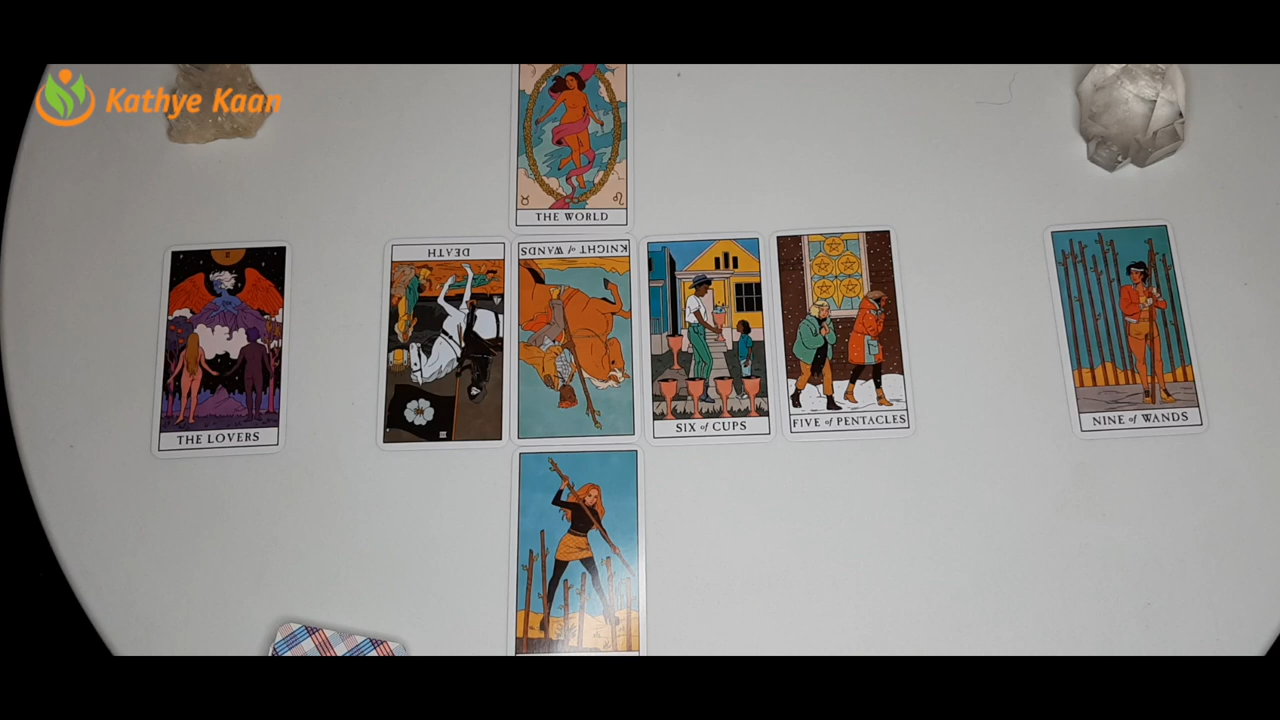 Kathye Kaan
THE WORLD
THE LOVERS
DEATH
KNIGHT of WANDS
SIX of CUPS
FIVE of PENTACLES
NINE of WANDS